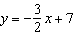 y = −3/2 x + 7